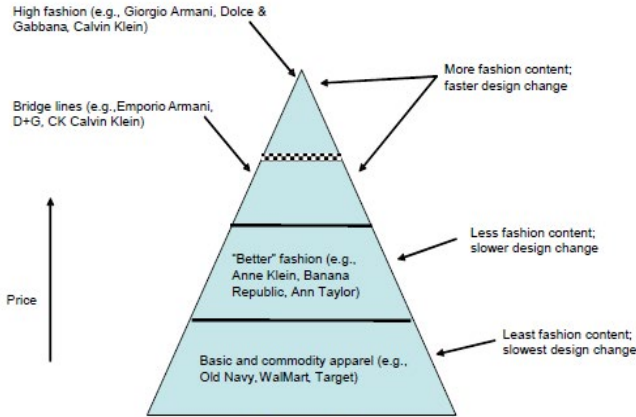 High fashion (e.g., Giorgio Armani, Dolce &
Gabbana, Calvin Klein)
More fashion content;
faster design change
Bridge lines (e.g.,Emporio Armani,
D+G, CK Calvin Klein)
Less fashion content;
slower design change
"Better" fashion (e.g.,
Anne Klein, Banana
Republic, Ann Taylor)
Price
Least fashion content;
slowest design change
Basic and commodity apparel (e.g.,
Old Navy, WalMart, Target)